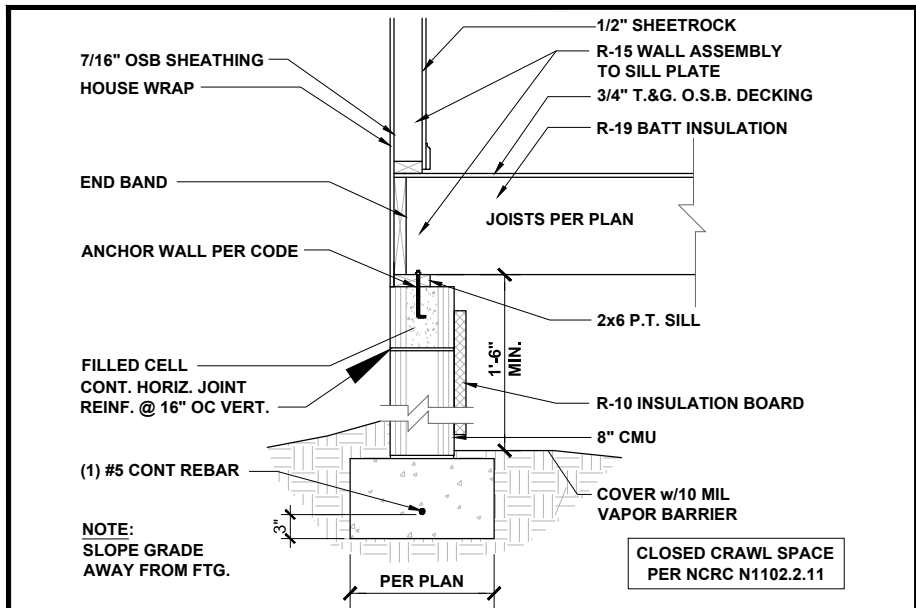 7/16" OSB SHEATHING
HOUSE WRAP
END BAND
ANCHOR WALL PER CODE
FILLED CELL
CONT. HORIZ. JOINT
REINF. @ 16" OC VERT.
(1) #5 CONT REBAR
NOTE:
SLOPE GRADE
AWAY FROM FTG.
3"
PER PLAN
JOISTS PER PLAN
1'-6"
MIN.
1/2" SHEETROCK
R-15 WALL ASSEMBLY
TO SILL PLATE
3/4" T.&G. O.S.B. DECKING
R-19 BATT INSULATION
2x6 P.T. SILL
R-10 INSULATION BOARD
8" CMU
COVER w/10 MIL
VAPOR BARRIER
CLOSED CRAWL SPACE
PER NCRC N1102.2.11